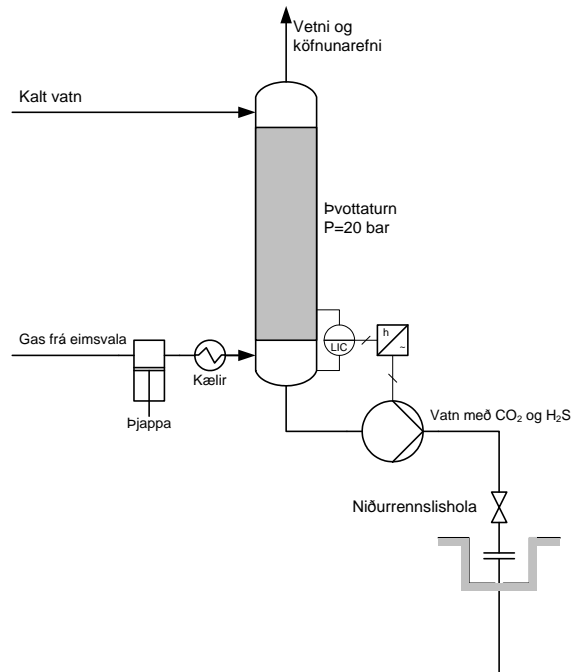 Vetni og
köfnunarefni
Kalt vatn
Þvottaturn
P=20 bar
Gas frá eimsvala
LIC
h
~
Kælir
Þjappa
Vatn með CO₂ og H₂S
Niðurrennslishola